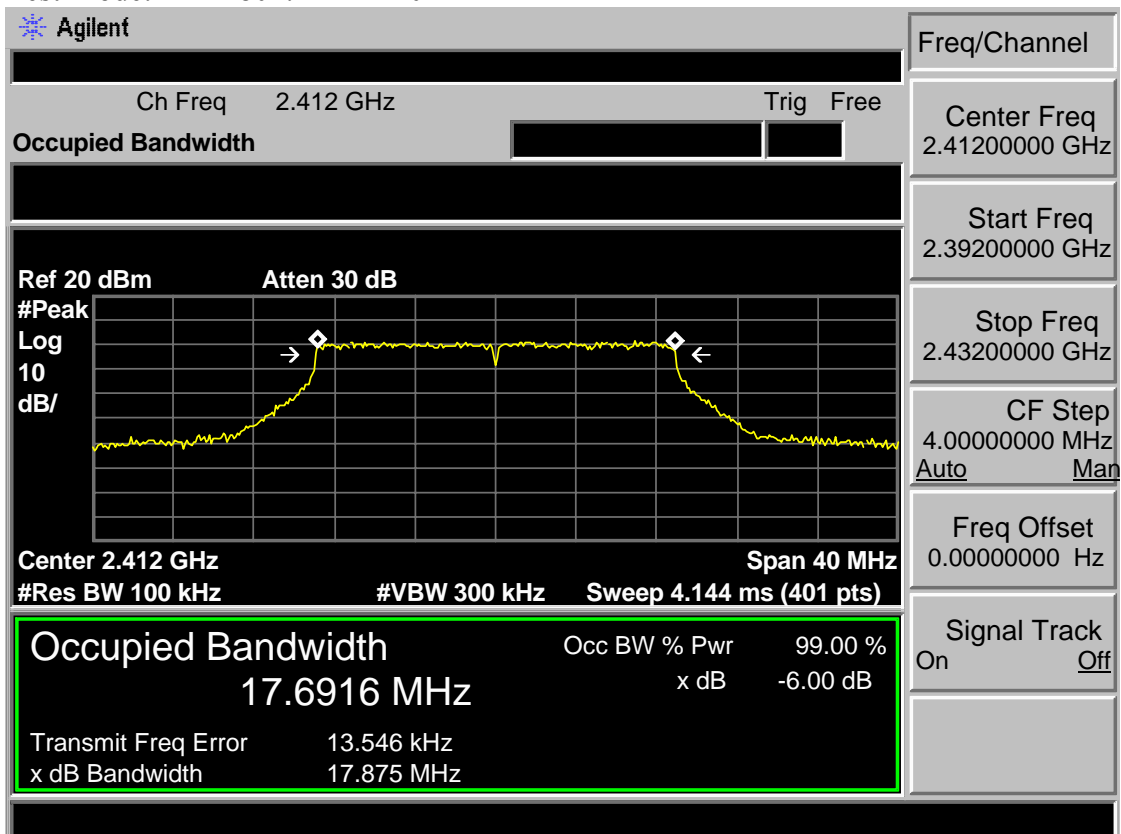 Agilent
Freq/Channel
Ch Freq 2.412 GHz Trig Free
Occupied Bandwidth
Center Freq
2.41200000 GHz
Start Freq
2.39200000 GHz
Stop Freq
2.43200000 GHz
CF Step
4.00000000 MHz
Auto Man
Freq Offset
0.00000000 Hz
Signal Track
On Off
Ref 20 dBm Atten 30 dB
#Peak
Log
10
dB/
Center 2.412 GHz Span 40 MHz
#Res BW 100 kHz #VBW 300 kHz Sweep 4.144 ms (401 pts)
Occupied Bandwidth
17.6916 MHz
Occ BW % Pwr 99.00 %
x dB -6.00 dB
Transmit Freq Error 13.546 kHz
x dB Bandwidth 17.875 MHz